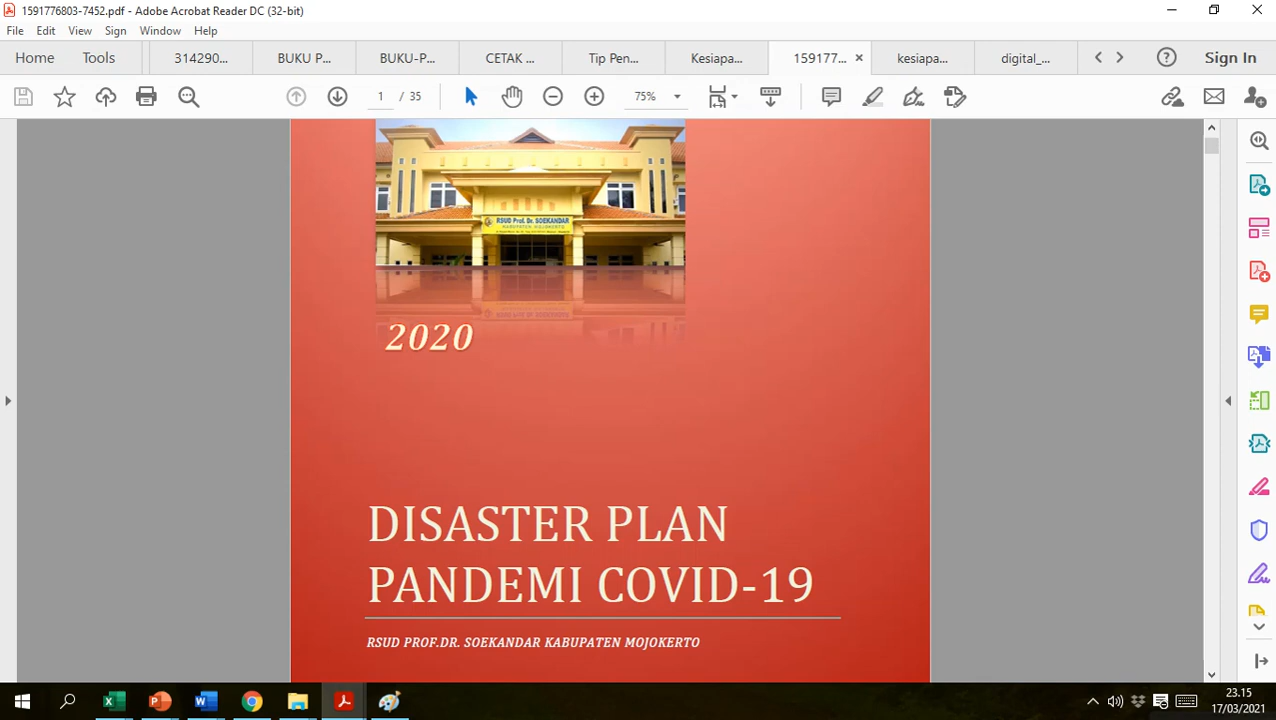 1591776803-7452.pdf - Adobe Acrobat Reader DC (32-bit)
File Edit View Sign Window Help
Home Tools 314290... BUKU P... BUKU-P... CETAK ... Tip Pen... Kesiapa... 159177... × kesiapa... digital_... Sign In
1 / 35 75%
RSUD Prof. Dr. SOEKANDAR
KABUPATEN MOJOKERTO
2020
DISASTER PLAN
PANDEMI COVID-19
RSUD PROF.DR. SOEKANDAR KABUPATEN MOJOKERTO
23.15
17/03/2021